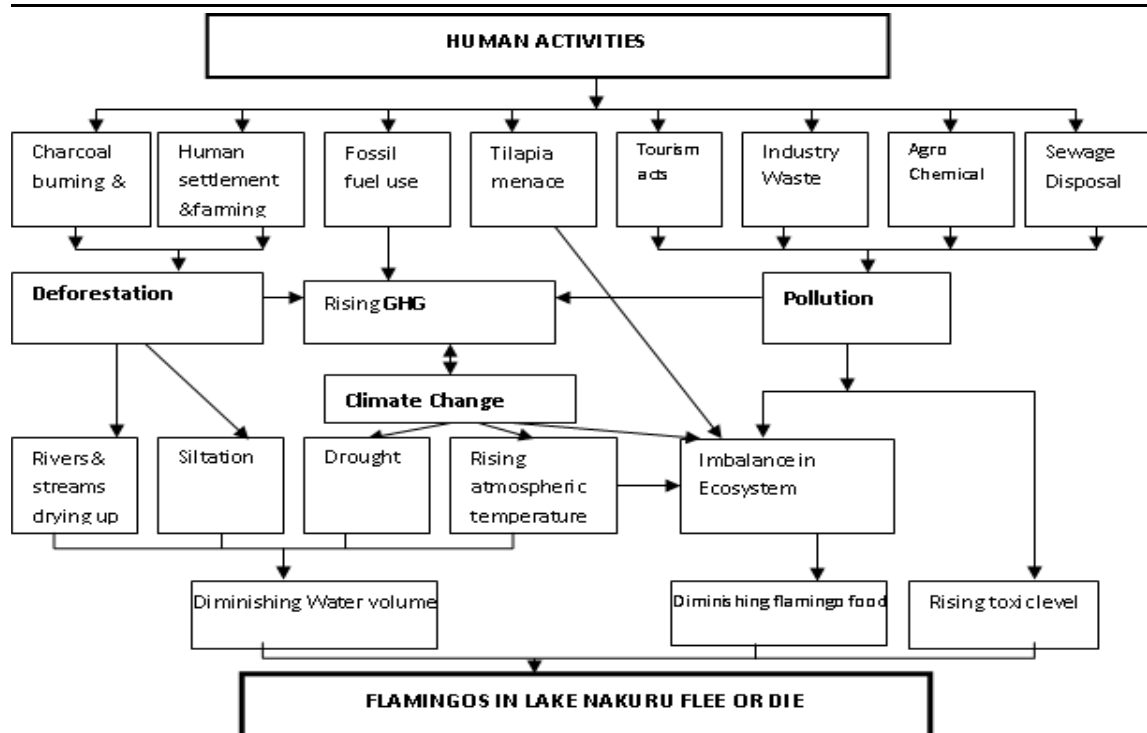 HUMAN ACTIVITIES
Charcoal
burning &
Human
settlement
&farming
Fossil
fuel use
Tilapia
menace
Tourism
acts
Industry
Waste
Agro
Chemical
Sewage
Disposal
Deforestation
Rising GHG
Pollution
Climate Change
Rivers &
streams
drying up
Siltation
Drought
Rising
atmospheric
temperature
Imbalance in
Ecosystem
Diminishing Water volume
Diminishing flamingo food
Rising toxic level
FLAMINGOS IN LAKE NAKURU FLEE OR DIE